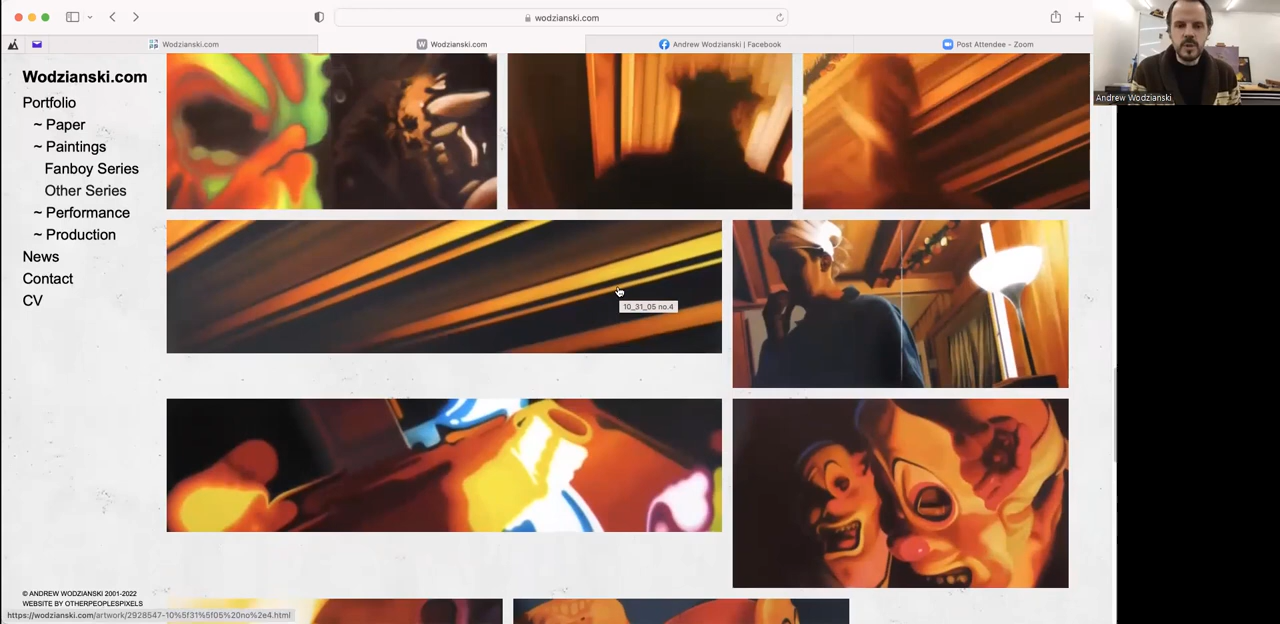 wodzianski.com
Wodzianski.com
W Wodzianski.com
Andrew Wodzianski | Facebook
Post Attendee - Zoom
Andrew Wodzianski
Wodzianski.com
Portfolio
~ Paper
~ Paintings
Fanboy Series
Other Series
~ Performance
~ Production
News
Contact
CV
10_31_05 no.4
© ANDREW WODZIANSKI 2001-2022
WEBSITE BY OTHERPEOPLESPIXELS
https://wodzianski.com/artwork/2928547-10%5f31%5f05%20no%2e4.html